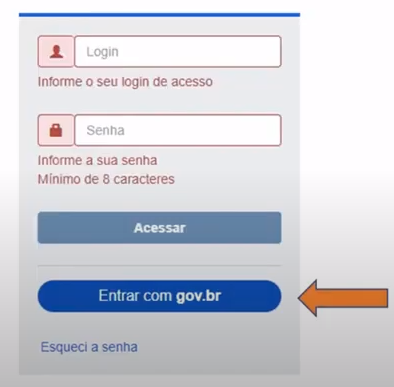 Login
Informe o seu login de acesso
Senha
Informe a sua senha
Mínimo de 8 caracteres
Acessar
Entrar com gov.br
Esqueci a senha